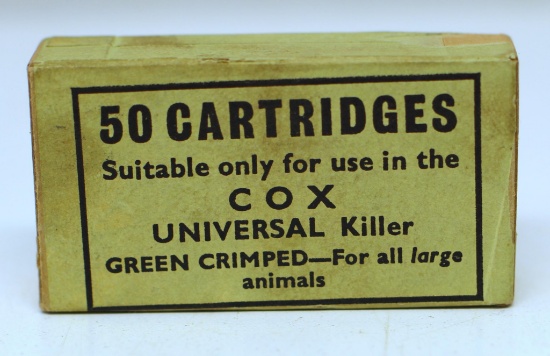 50 CARTRIDGES
Suitable only for use in the
COX
UNIVERSAL Killer
GREEN CRIMPED—For all large
animals